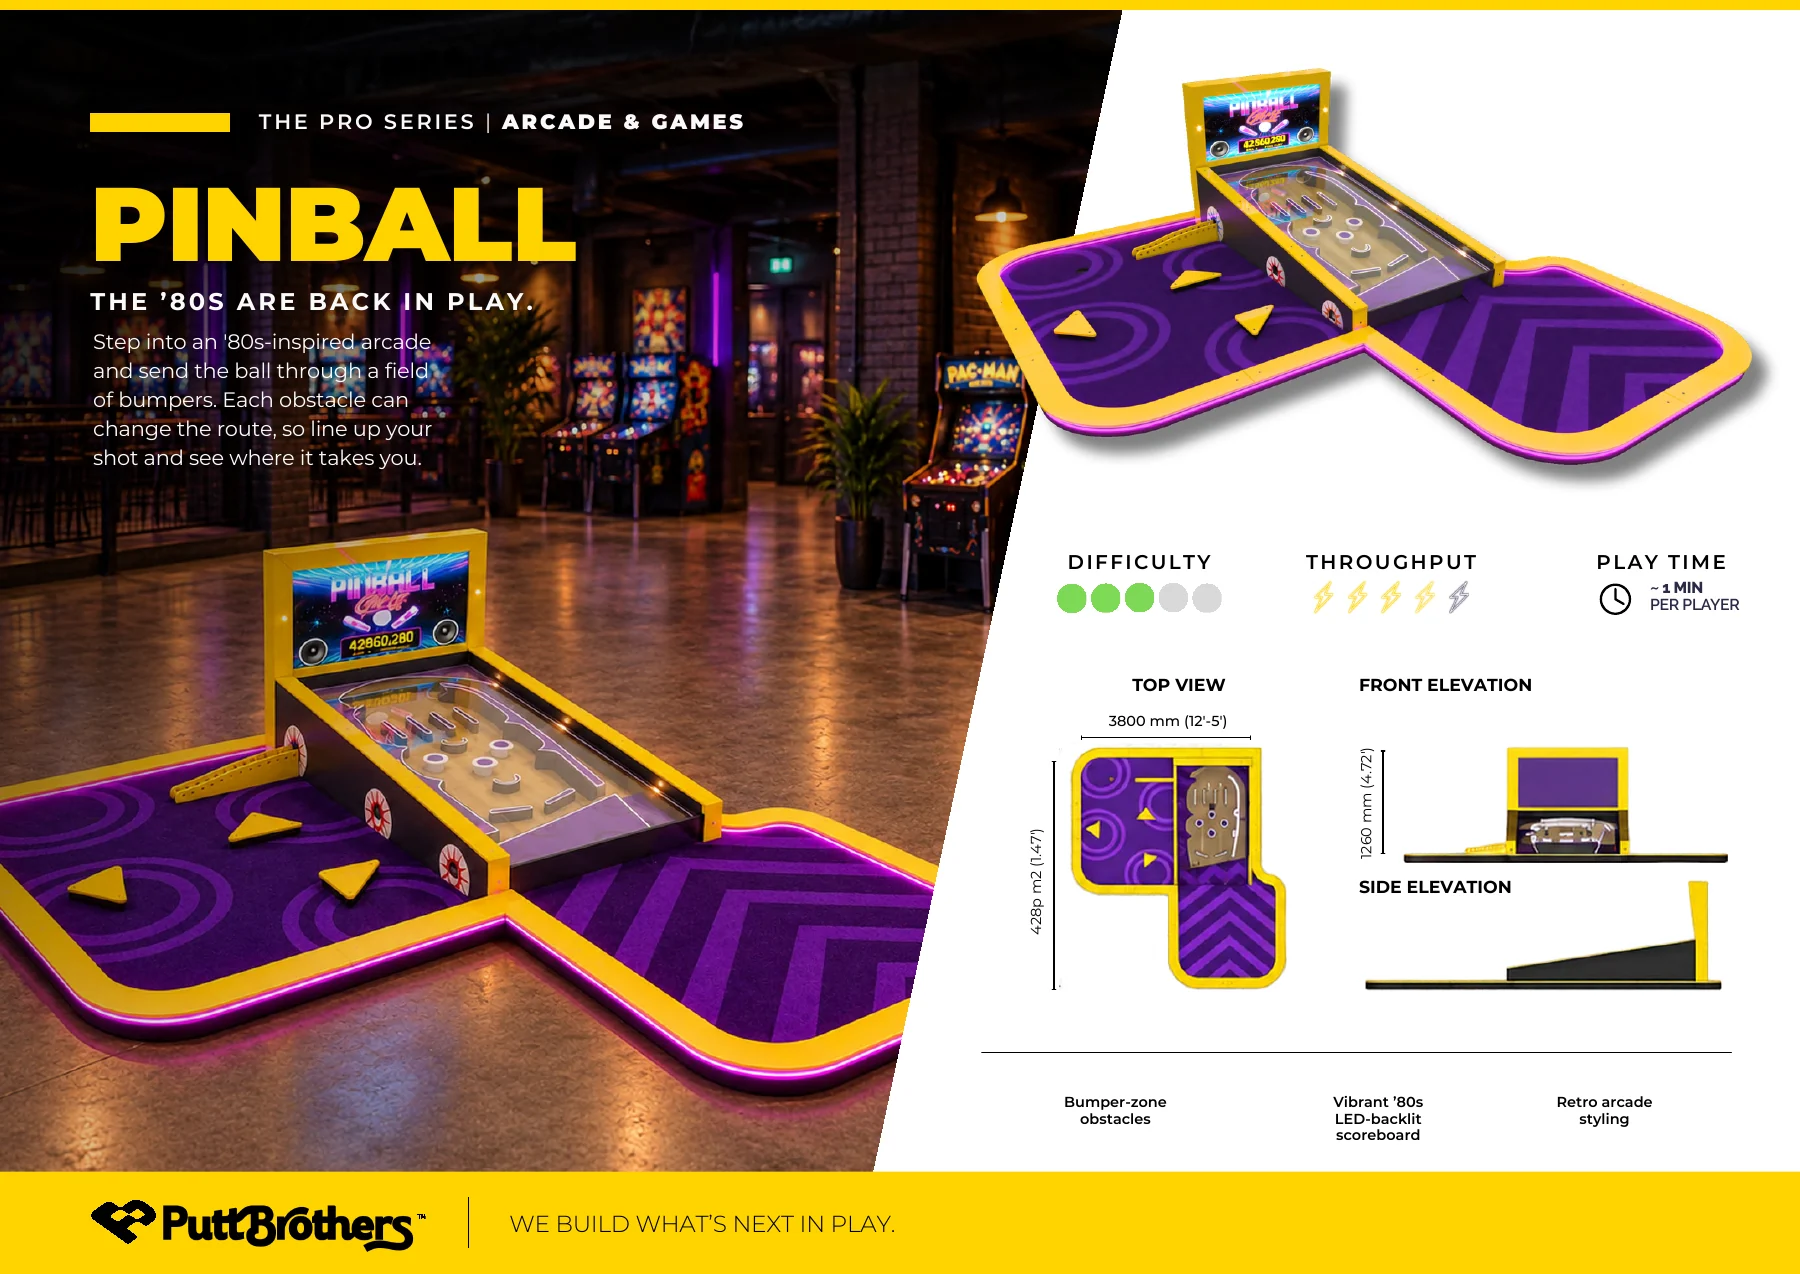 THE PRO SERIES | ARCADE & GAMES
PINBALL
THE ’80S ARE BACK IN PLAY.
Step into an '80s-inspired arcade
and send the ball through a field
of bumpers. Each obstacle can
change the route, so line up your
shot and see where it takes you.
PAC-MAN
PINBALL
42860,280
PINBALL
42860,280
DIFFICULTY
THROUGHPUT
PLAY TIME
~ 1 MIN
PER PLAYER
TOP VIEW
3800 mm (12'-5')
428p m2 (1.47')
FRONT ELEVATION
1260 mm (4.72')
SIDE ELEVATION
Bumper-zone
obstacles
Vibrant ’80s
LED-backlit
scoreboard
Retro arcade
styling
PuttBrothers™
WE BUILD WHAT’S NEXT IN PLAY.